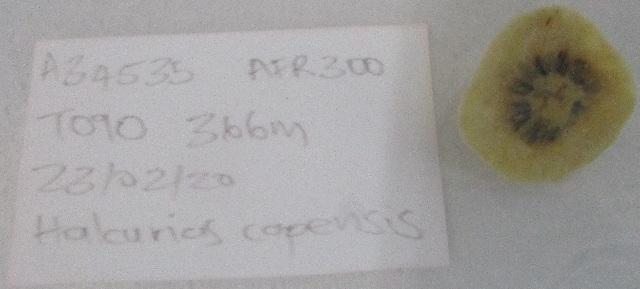 A34535 AFR300
T090 366m
23/02/20
Halcurias capensis